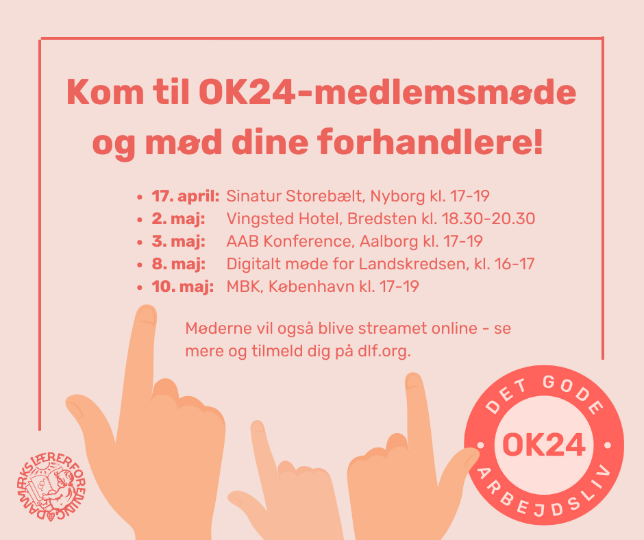 Kom til OK24-medlemsmøde
og mød dine forhandlere!
• 17. april: Sinatur Storebælt, Nyborg kl. 17-19
• 2. maj: Vingsted Hotel, Bredsten kl. 18.30-20.30
• 3. maj: AAB Konference, Aalborg kl. 17-19
• 8. maj: Digitalt møde for Landskredsen, kl. 16-17
• 10. maj: MBK, København kl. 17-19
Møderne vil også blive streamet online - se
mere og tilmeld dig på dlf.org.
DET GODE
OK24
ARBEJDSLIV
DANMARKS LÆRERFORENING